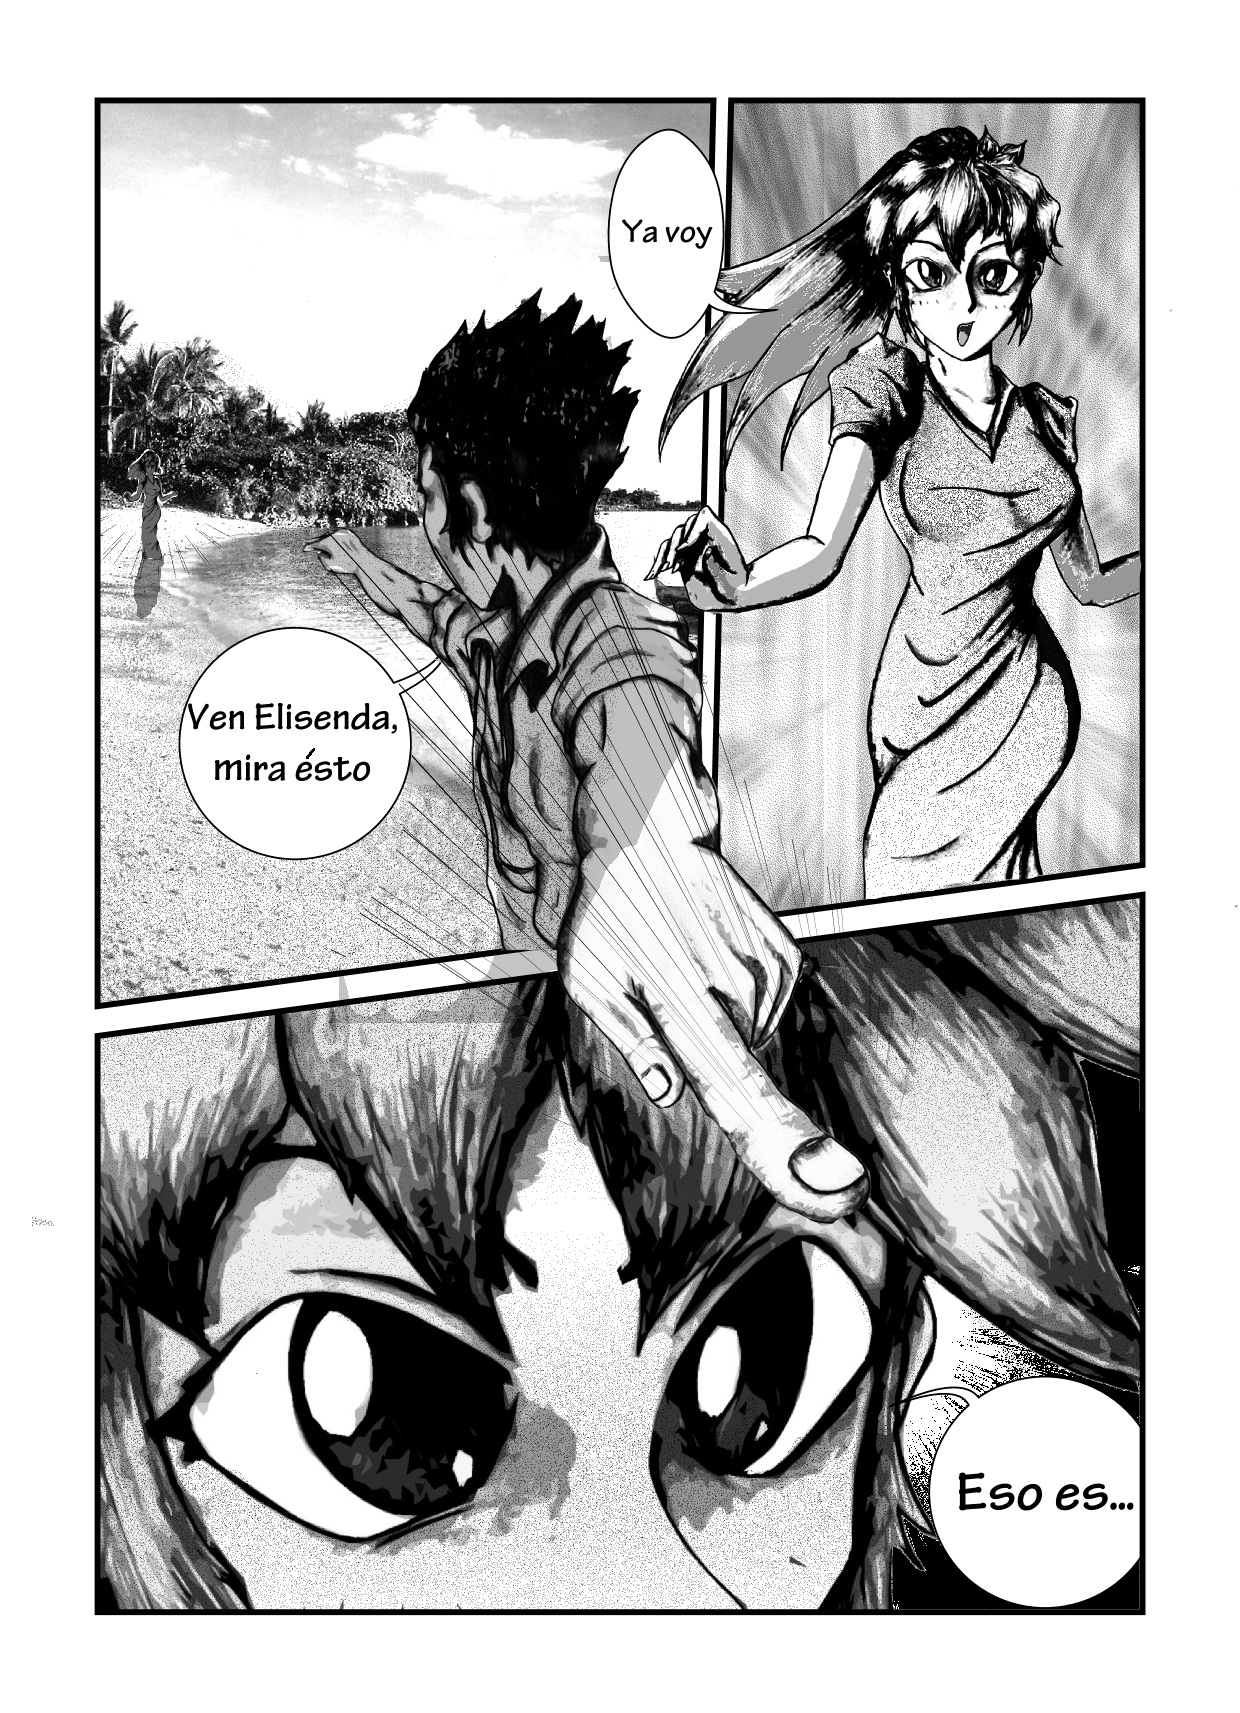 Ven Elisenda,
mira ésto
Ya voy
Eso es...